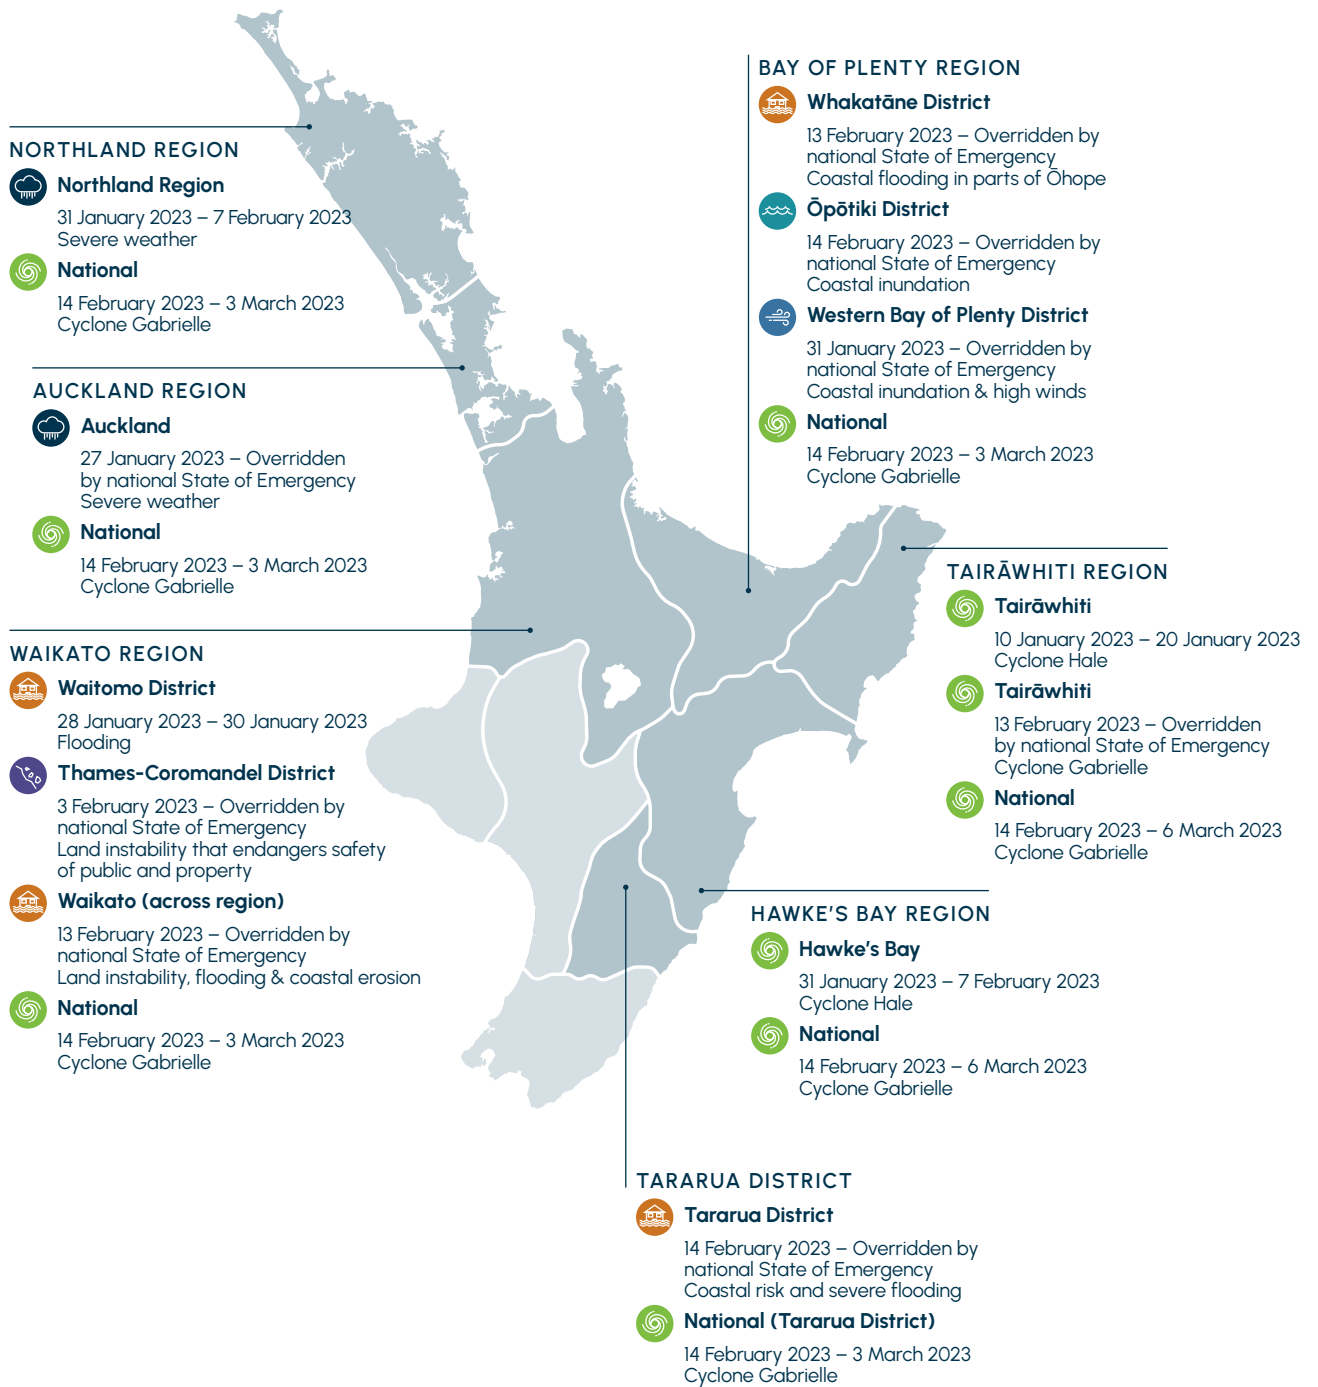 NORTHLAND REGION
Northland Region
31 January 2023 – 7 February 2023
Severe weather
National
14 February 2023 – 3 March 2023
Cyclone Gabrielle
AUCKLAND REGION
Auckland
27 January 2023 – Overridden
by national State of Emergency
Severe weather
National
14 February 2023 – 3 March 2023
Cyclone Gabrielle
WAIKATO REGION
Waitomo District
28 January 2023 – 30 January 2023
Flooding
Thames-Coromandel District
3 February 2023 – Overridden by
national State of Emergency
Land instability that endangers safety
of public and property
Waikato (across region)
13 February 2023 – Overridden by
national State of Emergency
Land instability, flooding & coastal erosion
National
14 February 2023 – 3 March 2023
Cyclone Gabrielle
BAY OF PLENTY REGION
Whakatāne District
13 February 2023 – Overridden by
national State of Emergency
Coastal flooding in parts of Ōhope
Ōpōtiki District
14 February 2023 – Overridden by
national State of Emergency
Coastal inundation
Western Bay of Plenty District
31 January 2023 – Overridden by
national State of Emergency
Coastal inundation & high winds
National
14 February 2023 – 3 March 2023
Cyclone Gabrielle
TAIRĀWHITI REGION
Tairāwhiti
10 January 2023 – 20 January 2023
Cyclone Hale
Tairāwhiti
13 February 2023 – Overridden
by national State of Emergency
Cyclone Gabrielle
National
14 February 2023 – 6 March 2023
Cyclone Gabrielle
HAWKE'S BAY REGION
Hawke's Bay
31 January 2023 – 7 February 2023
Cyclone Hale
National
14 February 2023 – 6 March 2023
Cyclone Gabrielle
TARARUA DISTRICT
Tararua District
14 February 2023 – Overridden by
national State of Emergency
Coastal risk and severe flooding
National (Tararua District)
14 February 2023 – 3 March 2023
Cyclone Gabrielle